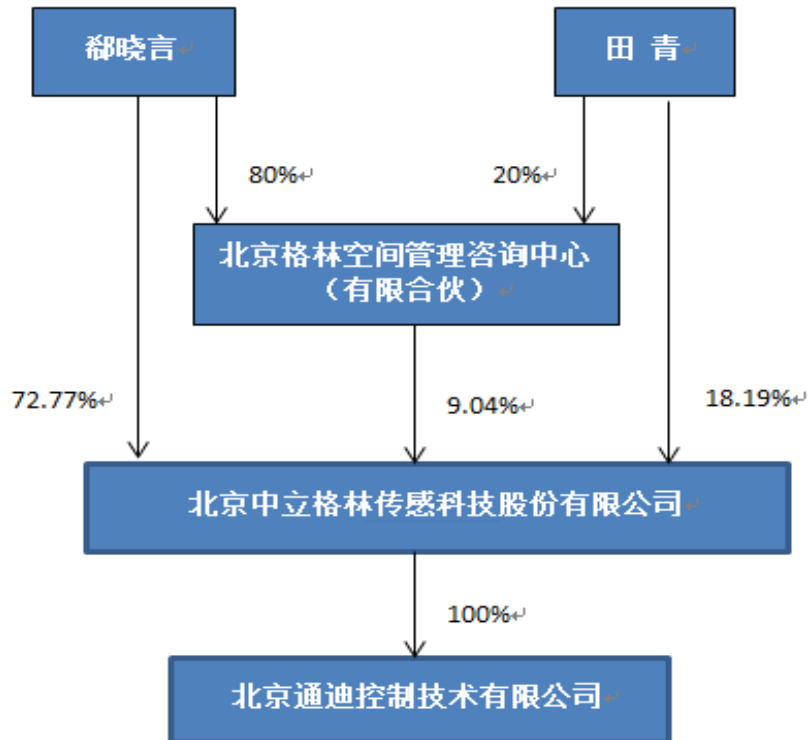 郗晓言
田 青
80%
20%
北京格林空间管理咨询中心
（有限合伙）
72.77%
9.04%
18.19%
北京中立格林传感科技股份有限公司
100%
北京通迪控制技术有限公司